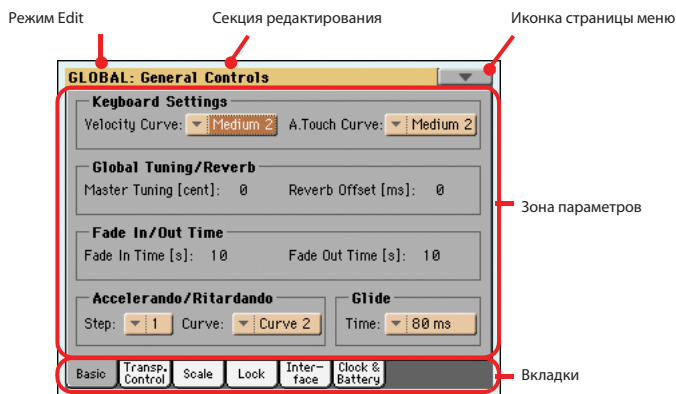 Режим Edit Секция редактирования Иконка страницы меню
GLOBAL: General Controls
Keyboard Settings
Velocity Curve: Medium 2 A.Touch Curve: Medium 2
Global Tuning/Reverb
Master Tuning [cent]: 0 Reverb Offset [ms]: 0
Зона параметров
Fade In/Out Time
Fade In Time [s]: 10 Fade Out Time [s]: 10
Accelerando/Ritardando Glide
Step: 1 Curve: Curve 2 Time: 80 ms
Basic Transp. Control Scale Lock Inter- face Clock & Battery
Вкладки